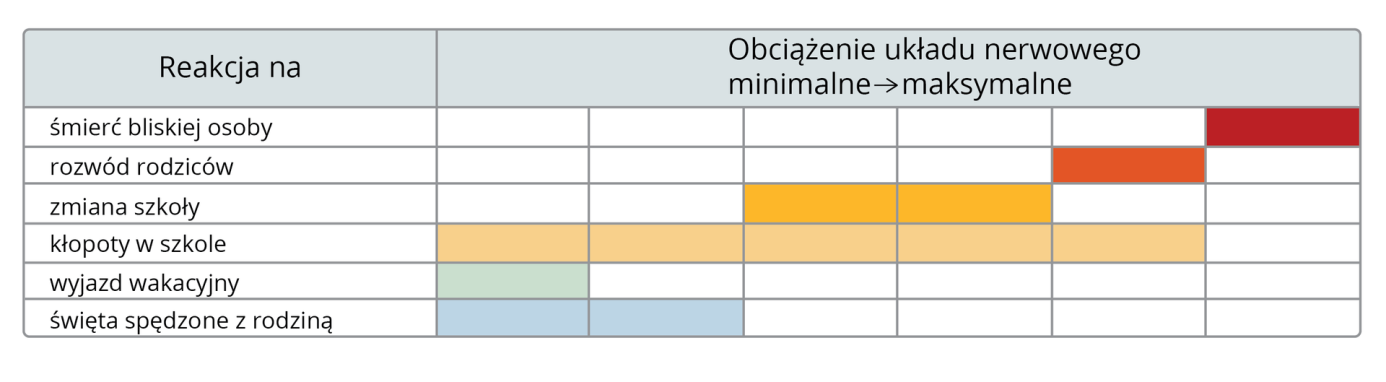 Reakcja na
Obciążenie układu nerwowego
minimalne→maksymalne
śmierć bliskiej osoby
rozwód rodziców
zmiana szkoły
kłopoty w szkole
wyjazd wakacyjny
święta spędzone z rodziną